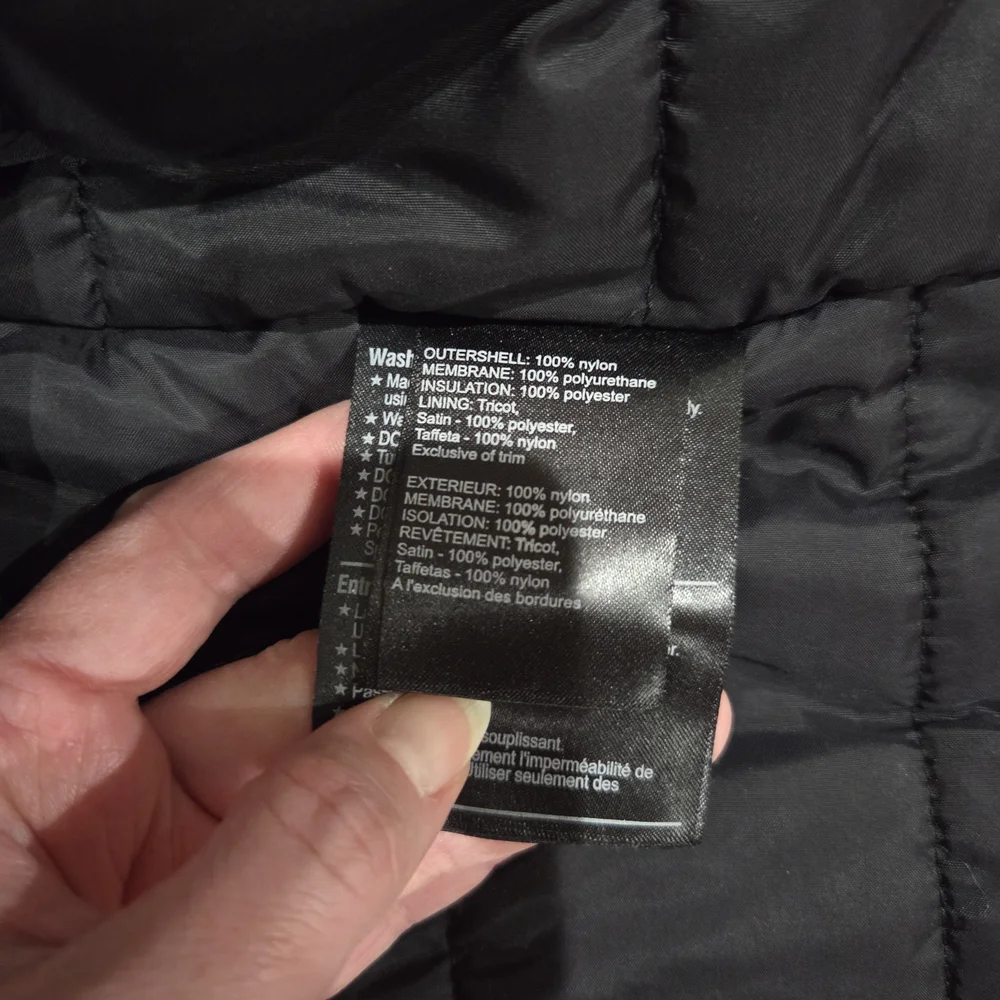 OUTERSHELL: 100% nylon
MEMBRANE: 100% polyurethane
INSULATION: 100% polyester
LINING: Tricot,
Satin - 100% polyester,
Taffeta - 100% nylon
Exclusive of trim
EXTERIEUR: 100% nylon
MEMBRANE: 100% polyuréthane
ISOLATION: 100% polyester
REVÊTEMENT: Tricot,
Satin - 100% polyester,
Taffetas - 100% nylon
A l'exclusion des bordures
Wash
souplissant.
l'imperméabilité de
Utiliser seulement des